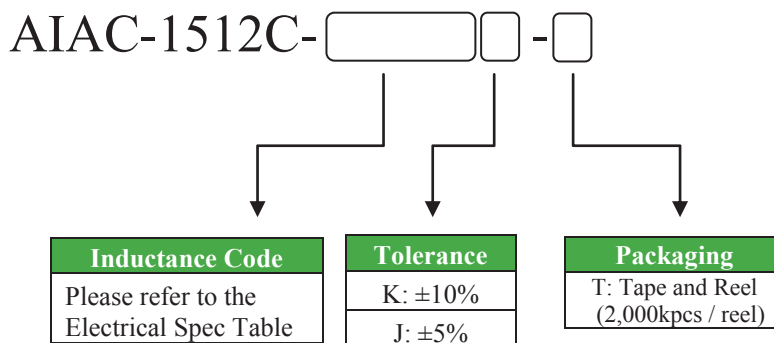 AIAC-1512C- -
Inductance Code
Please refer to the
Electrical Spec Table
Tolerance
K: ±10%
J: ±5%
Packaging
T: Tape and Reel
(2,000kpcs / reel)